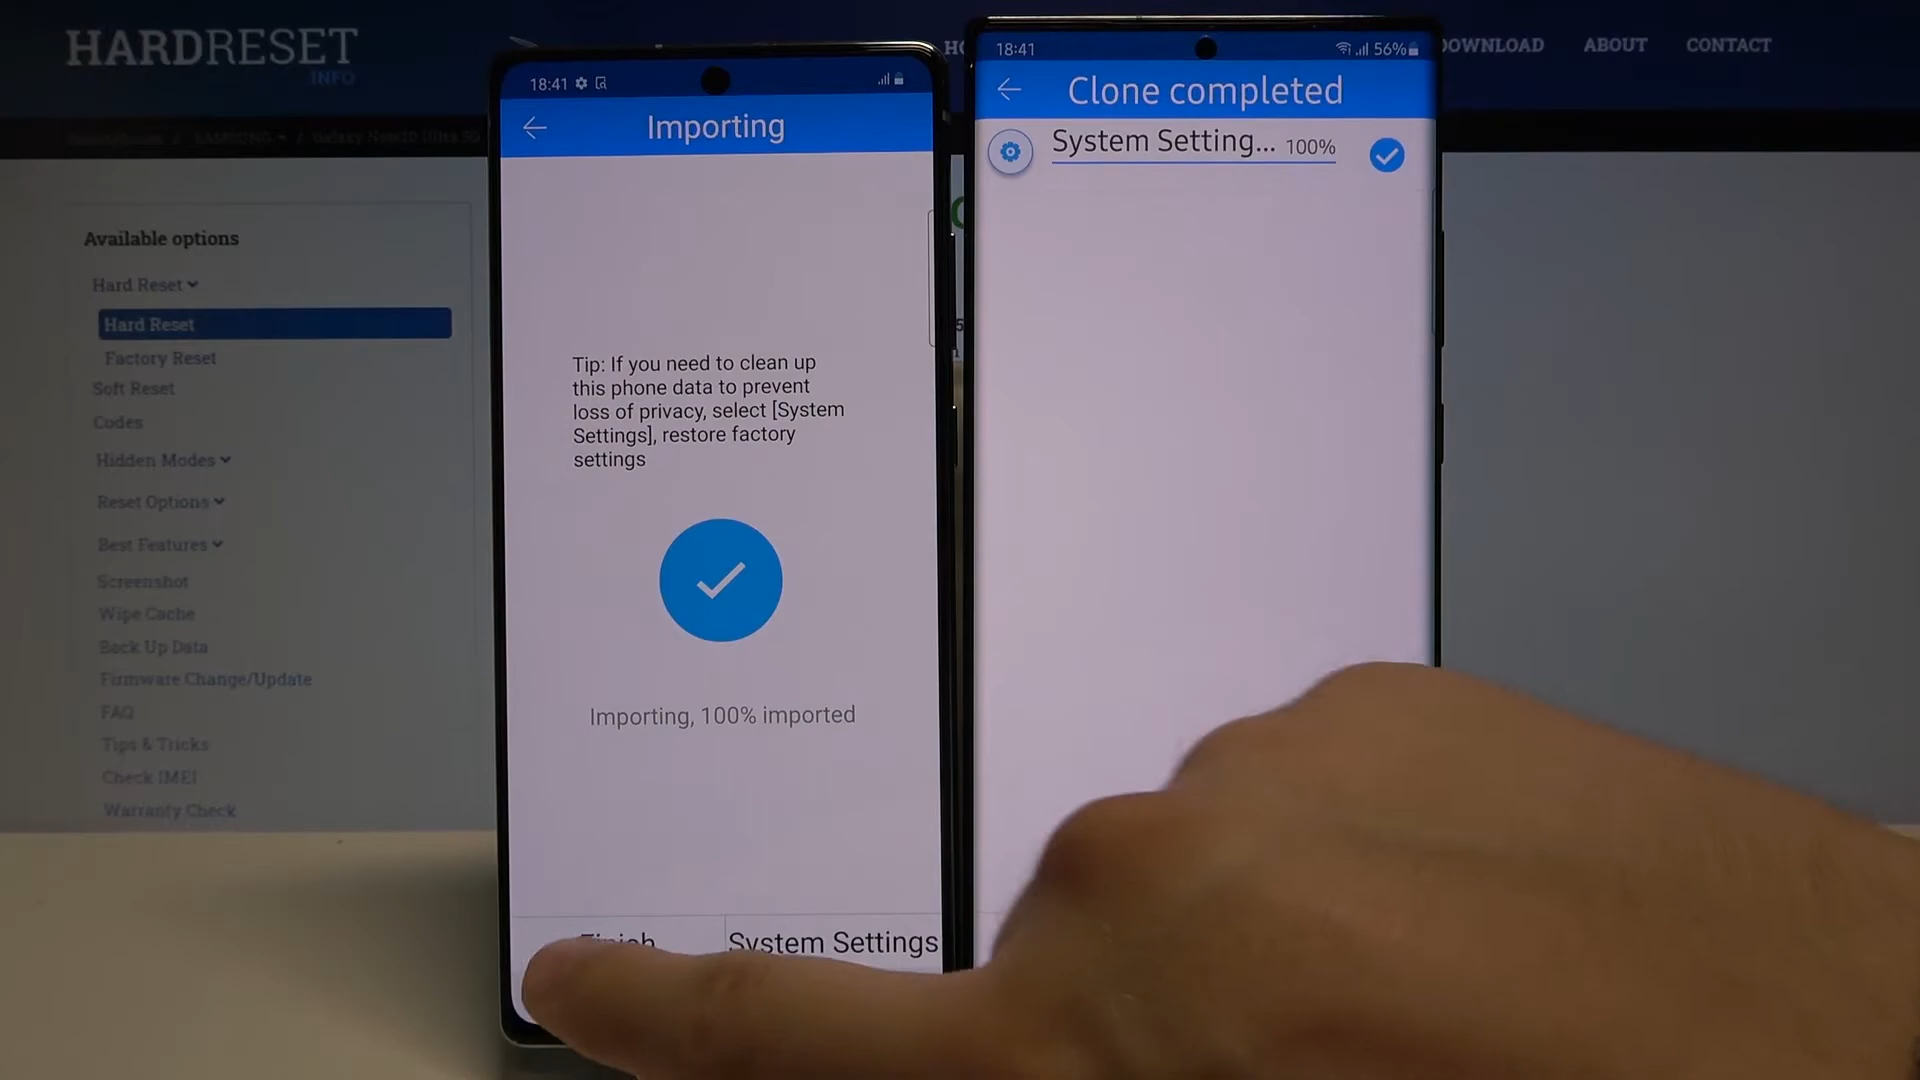 HARDRESET
INFO
DOWNLOAD
ABOUT
CONTACT
SAMSUNG
Available options
Hard Reset
Hard Reset
Factory Reset
Soft Reset
Codes
Hidden Modes
Reset Options
Best Features
Screenshot
Wipe Cache
Back Up Data
Firmware Change/Update
FAQ
Tips & Tricks
Check IMEI
Warranty Check
18:41
Importing
Tip: If you need to clean up
this phone data to prevent
loss of privacy, select [System
Settings], restore factory
settings
Importing, 100% imported
Finish
System Settings
18:41
56%
Clone completed
System Setting... 100%